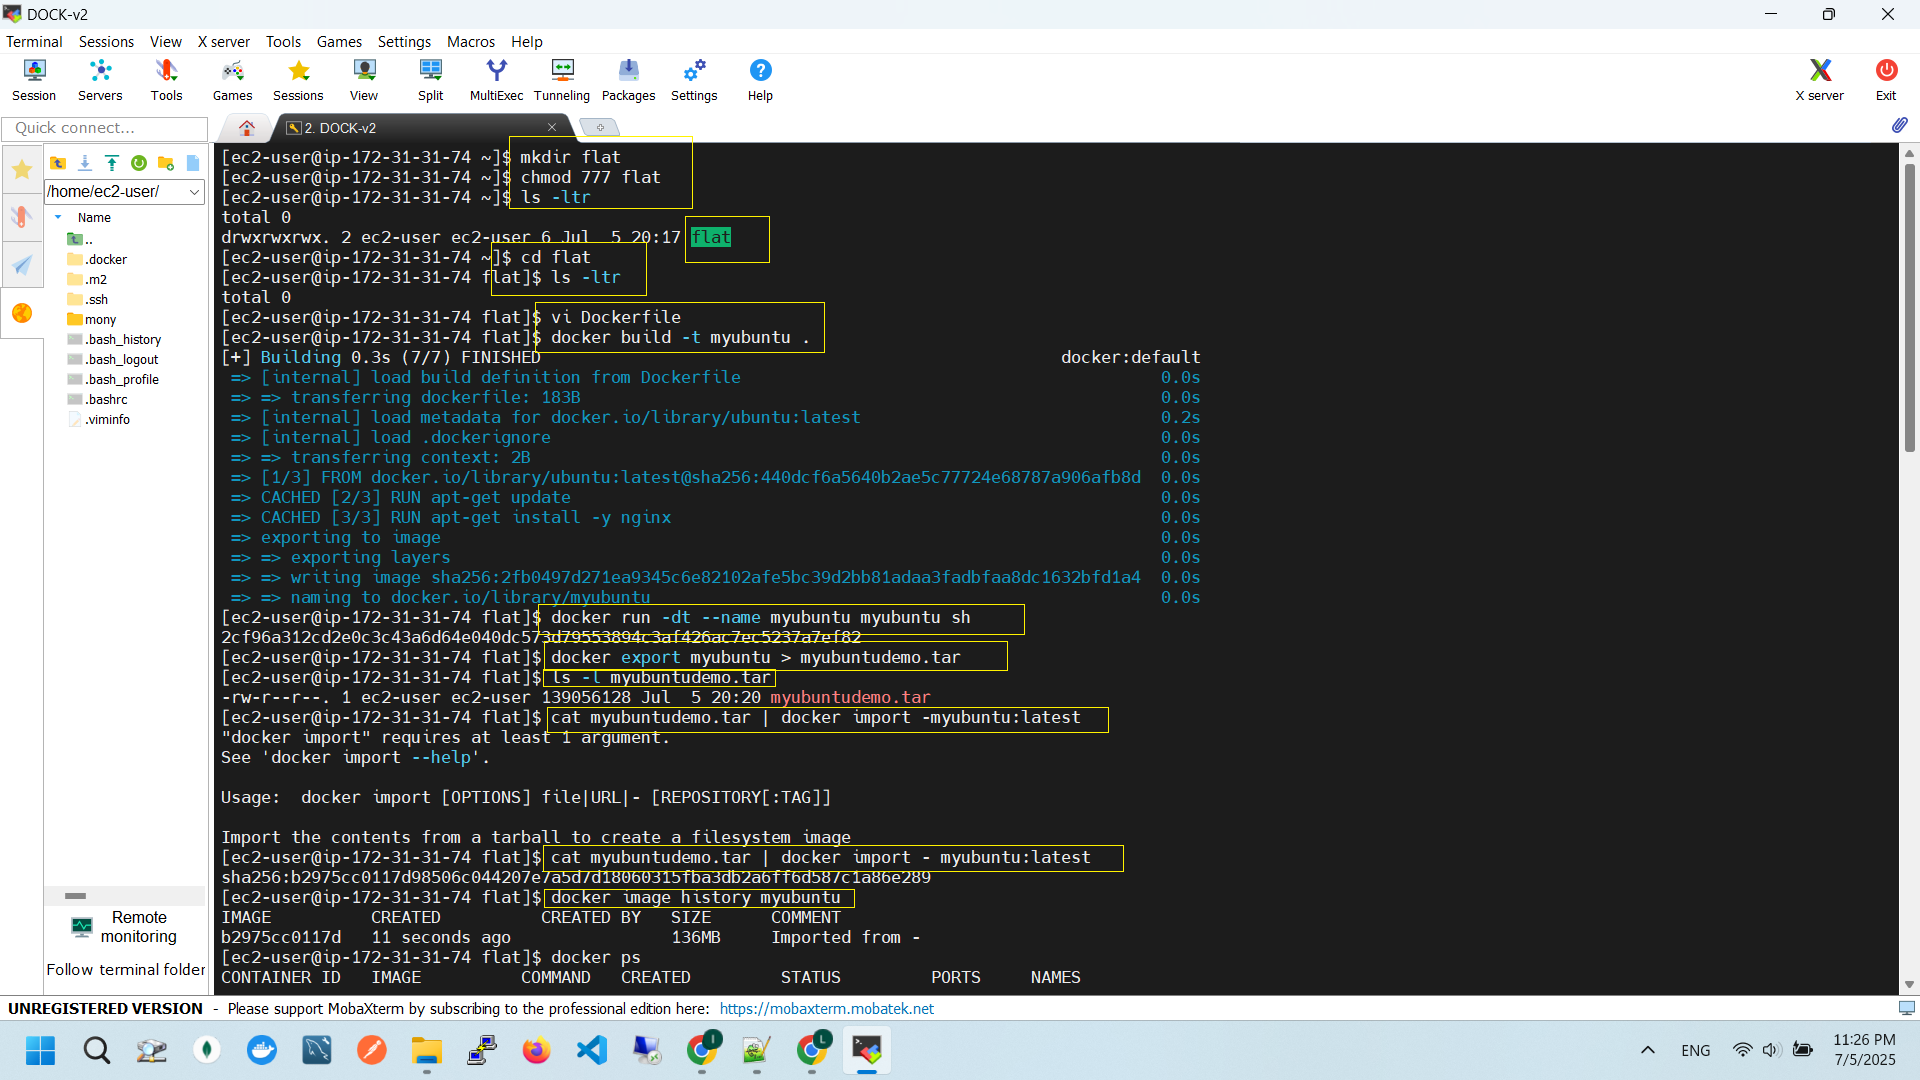 DOCK-v2
Terminal Sessions View X server Tools Games Settings Macros Help
Session Servers Tools Games Sessions View Split MultiExec Tunneling Packages Settings Help X server Exit
Quick connect...
2. DOCK-v2
/home/ec2-user/
Name
..
.docker
.m2
.ssh
mony
.bash_history
.bash_logout
.bash_profile
.bashrc
.viminfo
Remote monitoring
Follow terminal folder
[ec2-user@ip-172-31-31-74 ~]$ mkdir flat
[ec2-user@ip-172-31-31-74 ~]$ chmod 777 flat
[ec2-user@ip-172-31-31-74 ~]$ ls -ltr
total 0
drwxrwxrwx. 2 ec2-user ec2-user 6 Jul  5 20:17 flat
[ec2-user@ip-172-31-31-74 ~]$ cd flat
[ec2-user@ip-172-31-31-74 flat]$ ls -ltr
total 0
[ec2-user@ip-172-31-31-74 flat]$ vi Dockerfile
[ec2-user@ip-172-31-31-74 flat]$ docker build -t myubuntu .
[+] Building 0.3s (7/7) FINISHED docker:default
=> [internal] load build definition from Dockerfile 0.0s
=> => transferring dockerfile: 183B 0.0s
=> [internal] load metadata for docker.io/library/ubuntu:latest 0.2s
=> [internal] load .dockerignore 0.0s
=> => transferring context: 2B 0.0s
=> [1/3] FROM docker.io/library/ubuntu:latest@sha256:440dcf6a5640b2ae5c77724e68787a906afb8d 0.0s
=> CACHED [2/3] RUN apt-get update 0.0s
=> CACHED [3/3] RUN apt-get install -y nginx 0.0s
=> exporting to image 0.0s
=> => exporting layers 0.0s
=> => writing image sha256:2fb0497d271ea9345c6e82102afe5bc39d2bb81adaa3fadbfaa8dc1632bfd1a4 0.0s
=> => naming to docker.io/library/myubuntu 0.0s
[ec2-user@ip-172-31-31-74 flat]$ docker run -dt --name myubuntu myubuntu sh
2cf96a312cd2e0c3c43a6d64e040dc573d79553894c3af426ac7ec5237a7ef82
[ec2-user@ip-172-31-31-74 flat]$ docker export myubuntu > myubuntudemo.tar
[ec2-user@ip-172-31-31-74 flat]$ ls -l myubuntudemo.tar
-rw-r--r--. 1 ec2-user ec2-user 139056128 Jul  5 20:20 myubuntudemo.tar
[ec2-user@ip-172-31-31-74 flat]$ cat myubuntudemo.tar | docker import -myubuntu:latest
"docker import" requires at least 1 argument.
See 'docker import --help'.
Usage:  docker import [OPTIONS] file|URL|- [REPOSITORY[:TAG]]
Import the contents from a tarball to create a filesystem image
[ec2-user@ip-172-31-31-74 flat]$ cat myubuntudemo.tar | docker import - myubuntu:latest
sha256:b2975cc0117d98506c044207e7a5d7d18060315fba3db2a6ff6d587c1a86e289
[ec2-user@ip-172-31-31-74 flat]$ docker image history myubuntu
IMAGE CREATED CREATED BY SIZE COMMENT
b2975cc0117d 11 seconds ago 136MB Imported from -
[ec2-user@ip-172-31-31-74 flat]$ docker ps
CONTAINER ID IMAGE COMMAND CREATED STATUS PORTS NAMES
UNREGISTERED VERSION - Please support MobaXterm by subscribing to the professional edition here: https://mobaxterm.mobatek.net
ENG
11:26 PM
7/5/2025